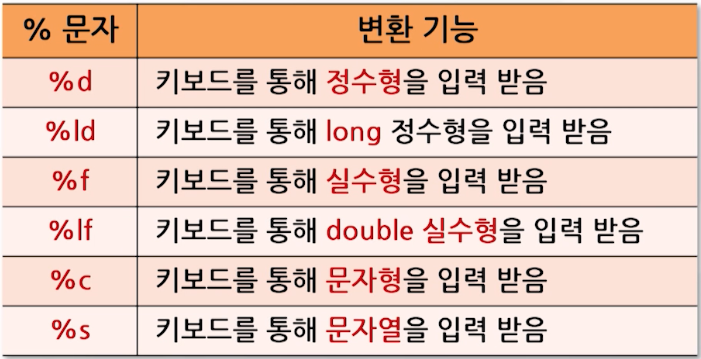 % 문자 변환 기능
%d 키보드를 통해 정수형을 입력 받음
%ld 키보드를 통해 long 정수형을 입력 받음
%f 키보드를 통해 실수형을 입력 받음
%lf 키보드를 통해 double 실수형을 입력 받음
%c 키보드를 통해 문자형을 입력 받음
%s 키보드를 통해 문자열을 입력 받음